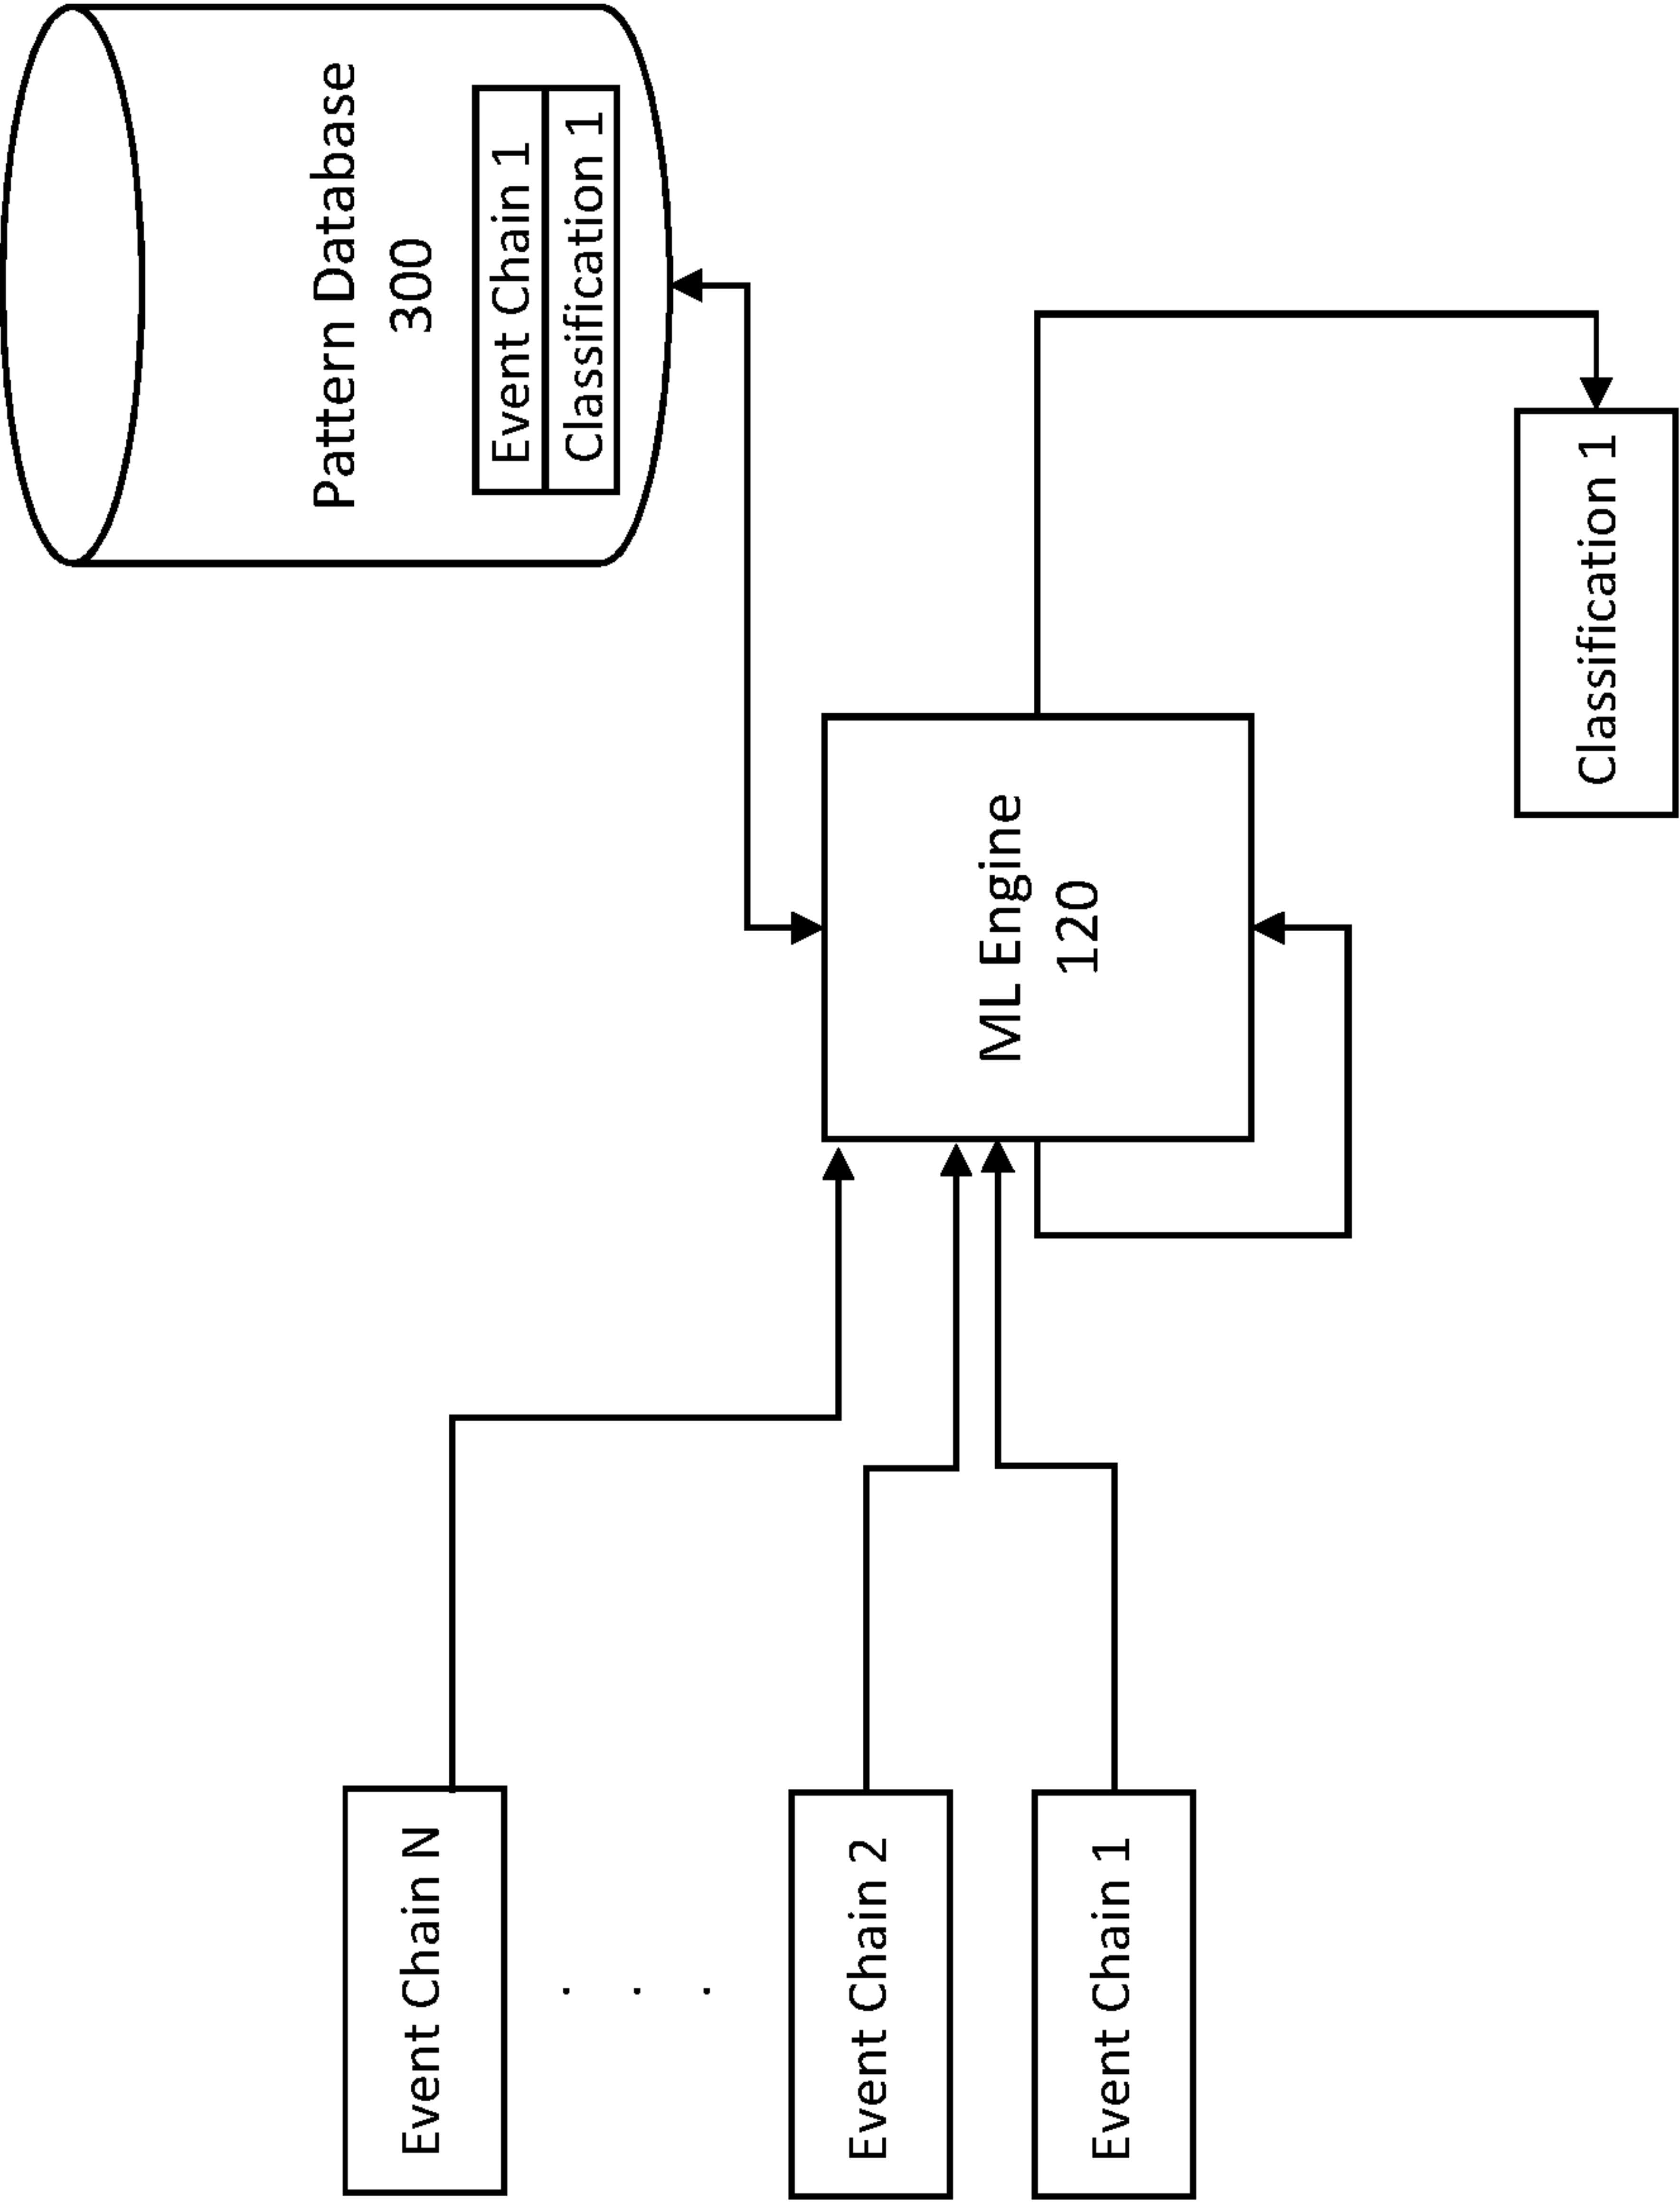 Pattern Database
300
Event Chain 1
Classification 1
Event Chain N
.
.
.
Event Chain 2
Event Chain 1
ML Engine
120
Classification 1